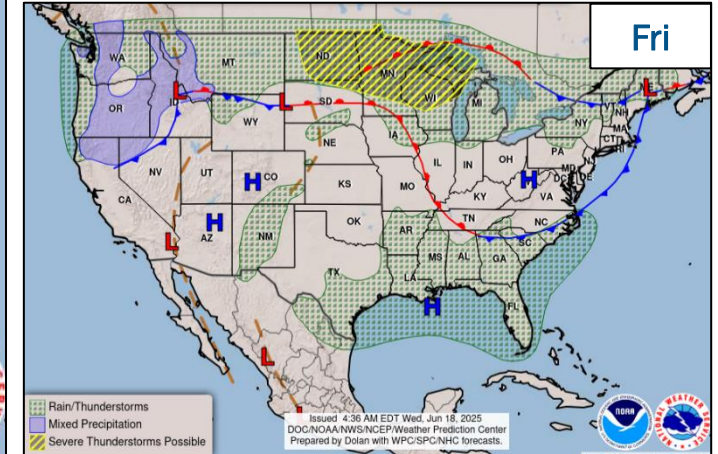 Fri
WA
MT
ND
MN
OR
ID
SD
WI
MI
VT
NH
WY
IA
NY
MA
CT
RI
NE
PA
NJ
NV
UT
CO
IL
IN
OH
MD
DE
DC
CA
KS
MO
KY
WV
VA
AZ
NM
OK
AR
TN
NC
SC
MS
AL
GA
TX
LA
FL
L
L
L
H
H
H
L
H
L
L
Rain/Thunderstorms
Mixed Precipitation
Severe Thunderstorms Possible
Issued 4:36 AM EDT Wed, Jun 18, 2025
DOC/NOAA/NWS/NCEP/Weather Prediction Center
Prepared by Dolan with WPC/SPC/NHC forecasts.
NOAA
NATIONAL WEATHER SERVICE